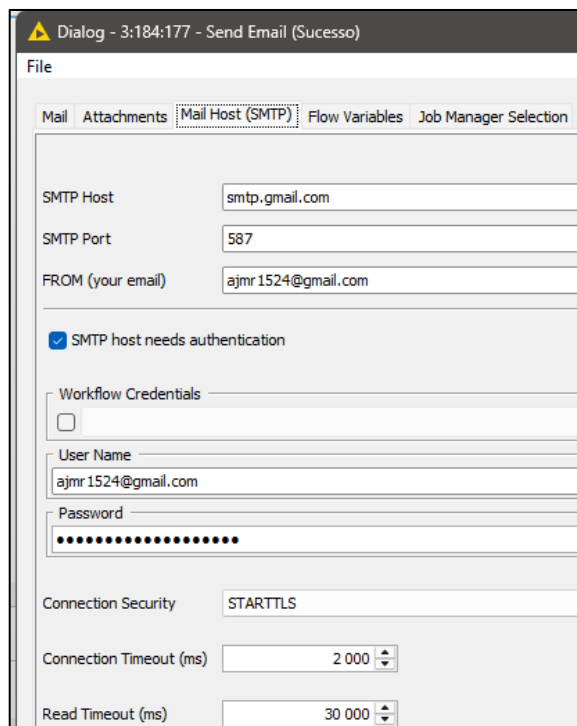 Dialog - 3:184:177 - Send Email (Sucesso)
File
Mail Attachments Mail Host (SMTP) Flow Variables Job Manager Selection
SMTP Host smtp.gmail.com
SMTP Port 587
FROM (your email) ajmr1524@gmail.com
SMTP host needs authentication
Workflow Credentials
User Name
ajmr1524@gmail.com
Password
•••••••••••••••••••
Connection Security STARTTLS
Connection Timeout (ms) 2 000
Read Timeout (ms) 30 000